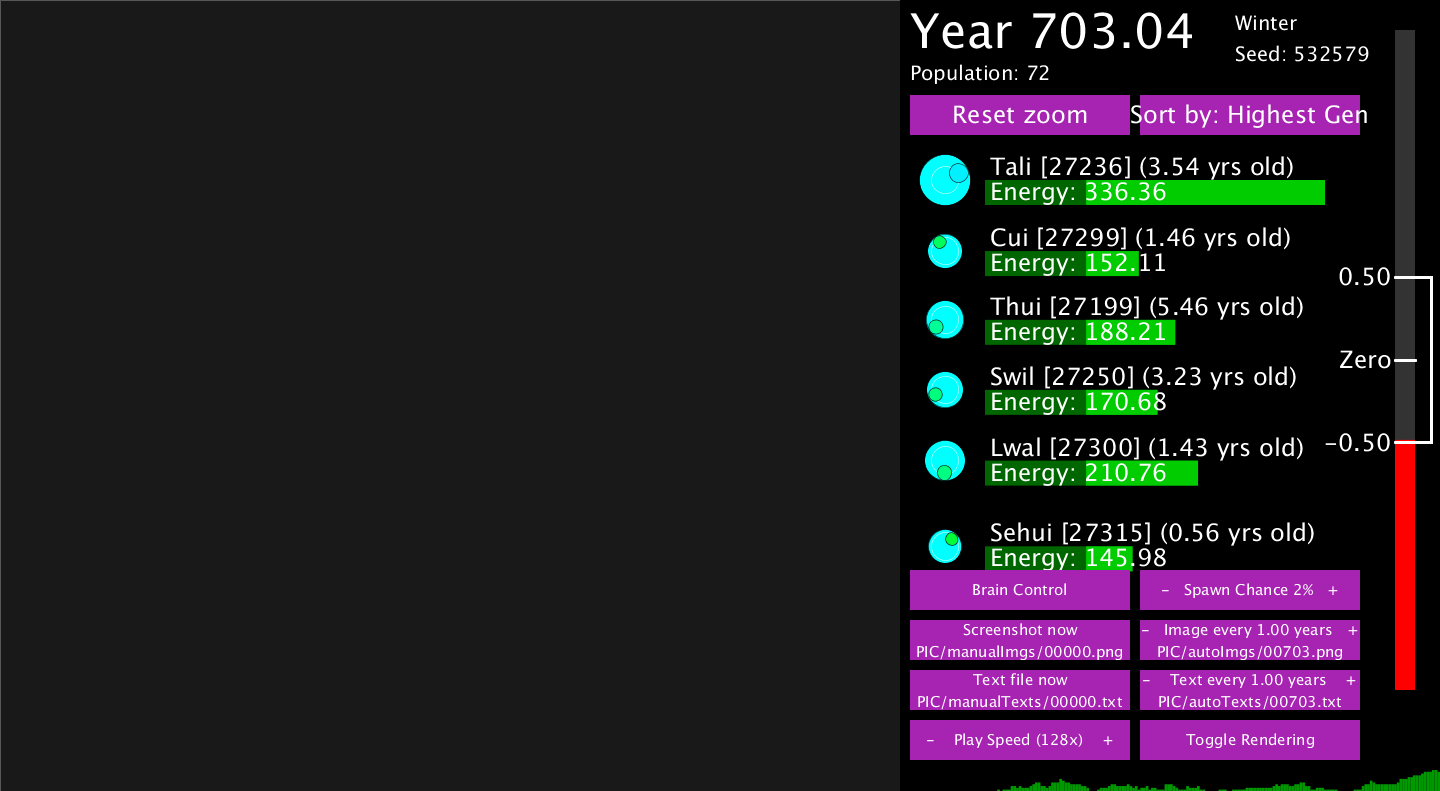 Year 703.04
Winter
Seed: 532579
Population: 72
Reset zoom
Sort by: Highest Gen
Tali [27236] (3.54 yrs old)
Energy: 336.36
Cui [27299] (1.46 yrs old)
Energy: 152.11
Thui [27199] (5.46 yrs old)
Energy: 188.21
Swil [27250] (3.23 yrs old)
Energy: 170.68
Lwal [27300] (1.43 yrs old)
Energy: 210.76
Sehui [27315] (0.56 yrs old)
Energy: 145.98
0.50
Zero
-0.50
Brain Control
- Spawn Chance 2% +
Screenshot now
PIC/manualImgs/00000.png
- Image every 1.00 years +
PIC/autoImgs/00703.png
Text file now
PIC/manualTexts/00000.txt
- Text every 1.00 years +
PIC/autoTexts/00703.txt
- Play Speed (128x) +
Toggle Rendering